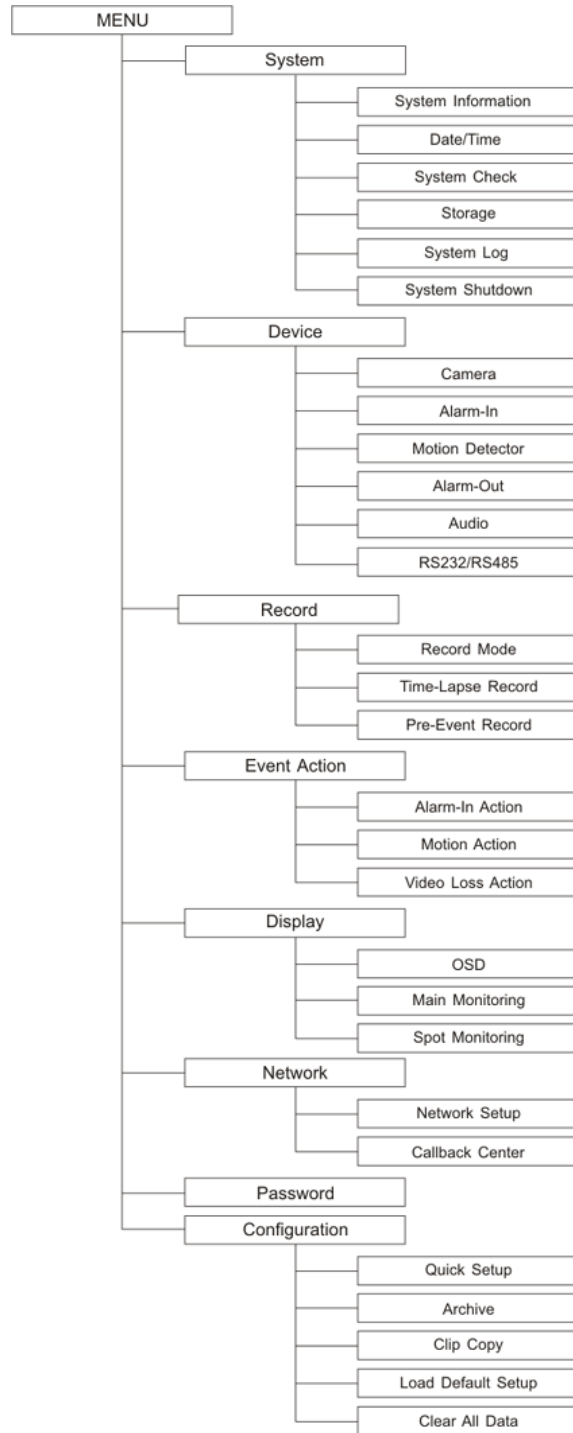 MENU
System
System Information
Date/Time
System Check
Storage
System Log
System Shutdown
Device
Camera
Alarm-In
Motion Detector
Alarm-Out
Audio
RS232/RS485
Record
Record Mode
Time-Lapse Record
Pre-Event Record
Event Action
Alarm-In Action
Motion Action
Video Loss Action
Display
OSD
Main Monitoring
Spot Monitoring
Network
Network Setup
Callback Center
Password
Configuration
Quick Setup
Archive
Clip Copy
Load Default Setup
Clear All Data